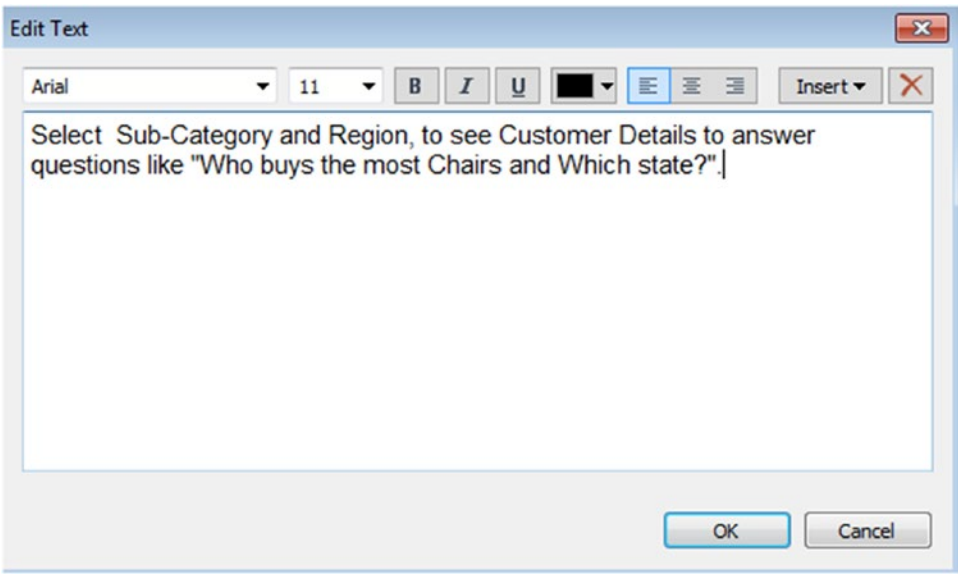 Edit Text
Arial 11 B I U Insert
Select  Sub-Category and Region, to see Customer Details to answer
questions like "Who buys the most Chairs and Which state?".
OK Cancel